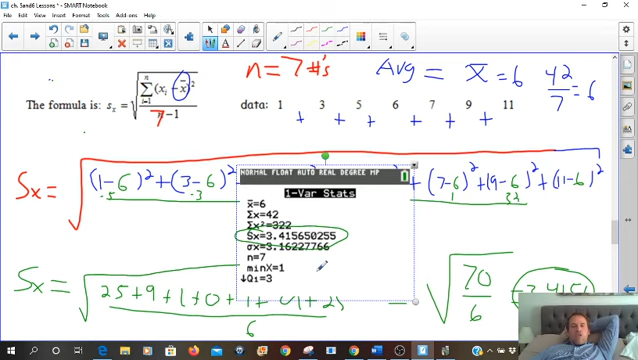 ch. 5and6 Lessons * - SMART Notebook
File Edit View Insert Format Tools Add-ons Help
n = 7 #'s
Avg = x̄ = 6
42/7 = 6
The formula is: sₓ = √(∑ⁿᵢ₌₁ (xᵢ − x̄)² / n−1)
7
data: 1 3 5 6 7 9 11
+ + + + + +
Sx = √ (1-6)² + (3-6)² + (7-6)² + (9-6)² + (11-6)²
-5 -3 1
NORMAL FLOAT AUTO REAL DEGREE MP
1-Var Stats
x̄=6
Σx=42
Σx²=322
Sx=3.415650255
σx=3.16227766
n=7
minX=1
↓Q₁=3
Sx = √ 25+9+1+0+1+
6
= √ 70/6